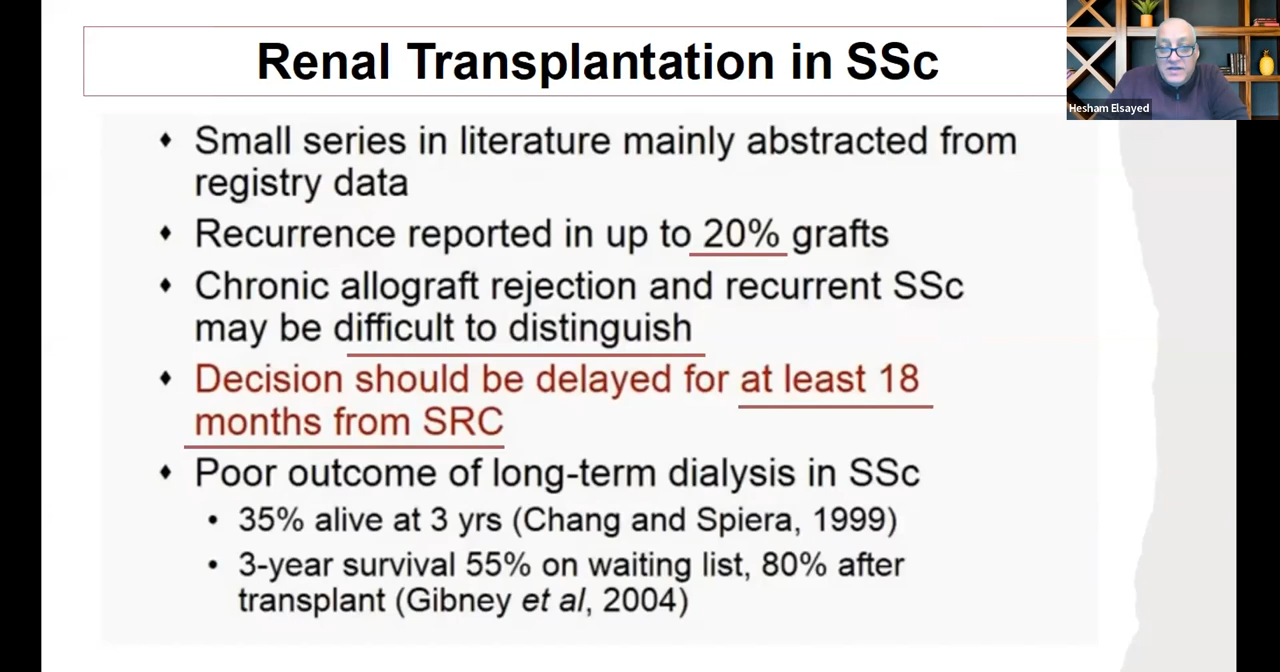 Renal Transplantation in SSc
Hesham Elsayed
♦ Small series in literature mainly abstracted from
registry data
♦ Recurrence reported in up to 20% grafts
♦ Chronic allograft rejection and recurrent SSc
may be difficult to distinguish
♦ Decision should be delayed for at least 18
months from SRC
♦ Poor outcome of long-term dialysis in SSc
• 35% alive at 3 yrs (Chang and Spiera, 1999)
• 3-year survival 55% on waiting list, 80% after
transplant (Gibney et al, 2004)